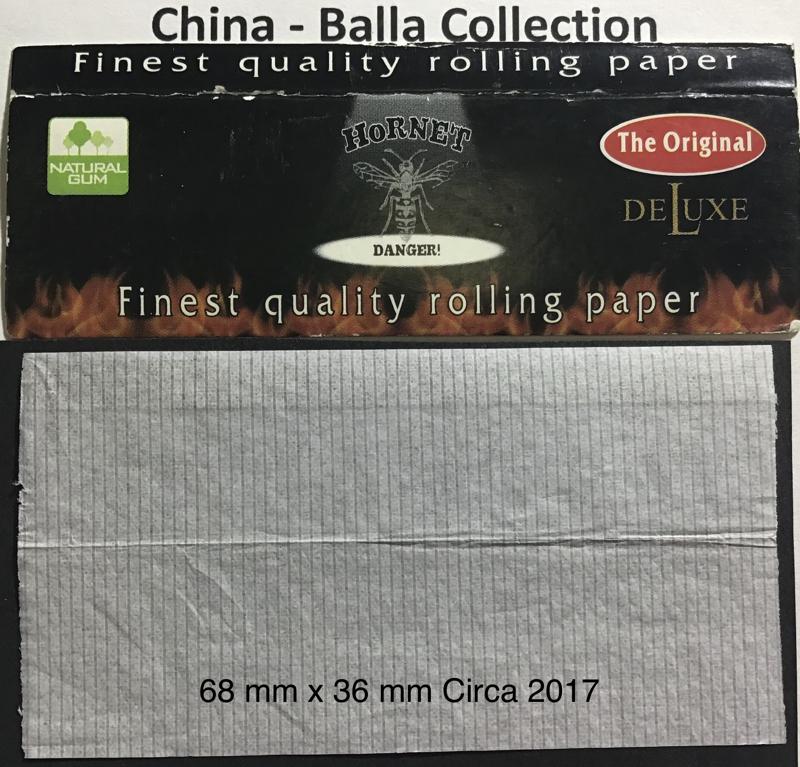 China - Balla Collection
Finest quality rolling paper
HORNET
NATURAL
GUM
The Original
DELUXE
DANGER!
Finest quality rolling paper
68 mm x 36 mm Circa 2017